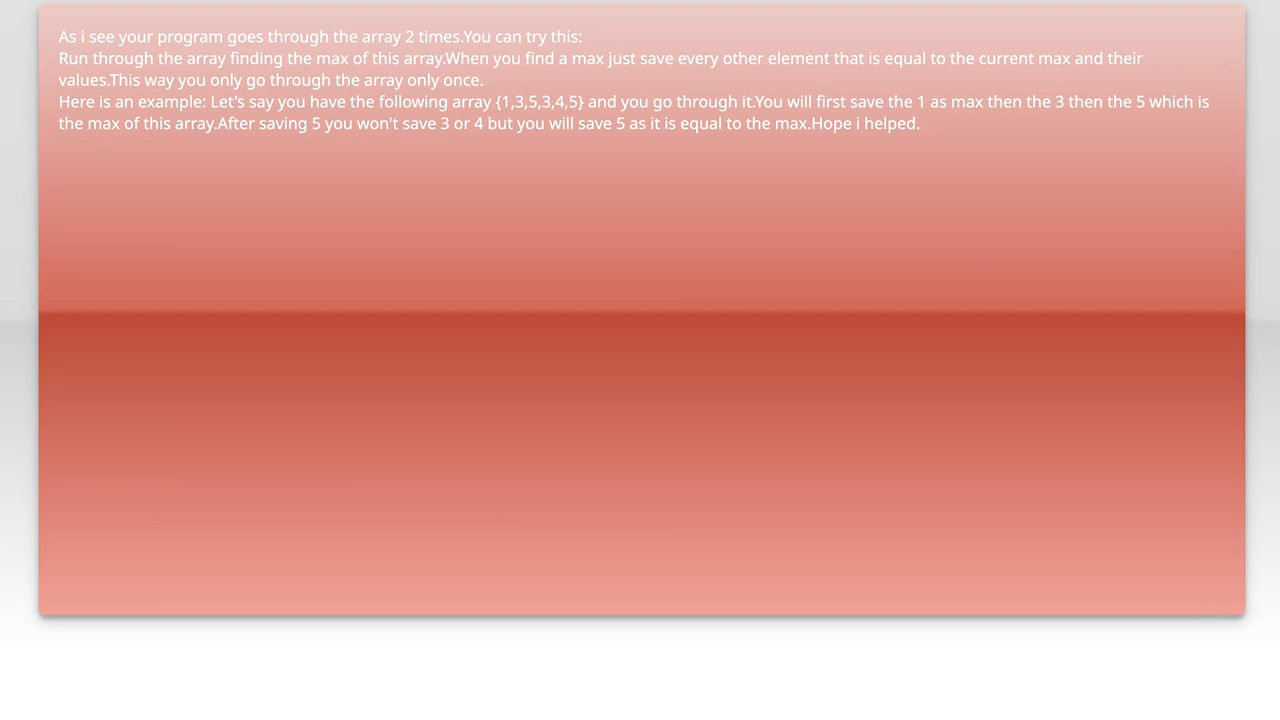 As i see your program goes through the array 2 times.You can try this:
Run through the array finding the max of this array.When you find a max just save every other element that is equal to the current max and their
values.This way you only go through the array only once.
Here is an example: Let's say you have the following array {1,3,5,3,4,5} and you go through it.You will first save the 1 as max then the 3 then the 5 which is
the max of this array.After saving 5 you won't save 3 or 4 but you will save 5 as it is equal to the max.Hope i helped.